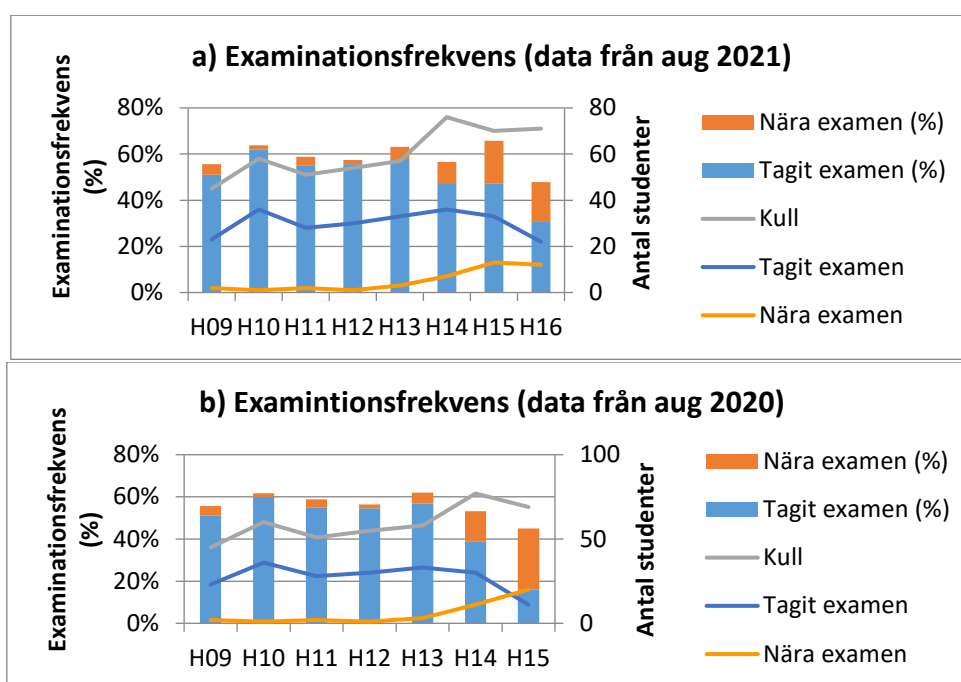 a) Examinationsfrekvens (data från aug 2021)
Examinationsfrekvens
(%)
80%
60%
40%
20%
0%
80
60
40
20
0
Antal studenter
H09 H10 H11 H12 H13 H14 H15 H16
Nära examen (%)
Tagit examen (%)
Kull
Tagit examen
Nära examen
b) Examintionsfrekvens (data från aug 2020)
Examinationsfrekvens
(%)
80%
60%
40%
20%
0%
100
50
0
Antal studenter
H09 H10 H11 H12 H13 H14 H15
Nära examen (%)
Tagit examen (%)
Kull
Tagit examen
Nära examen